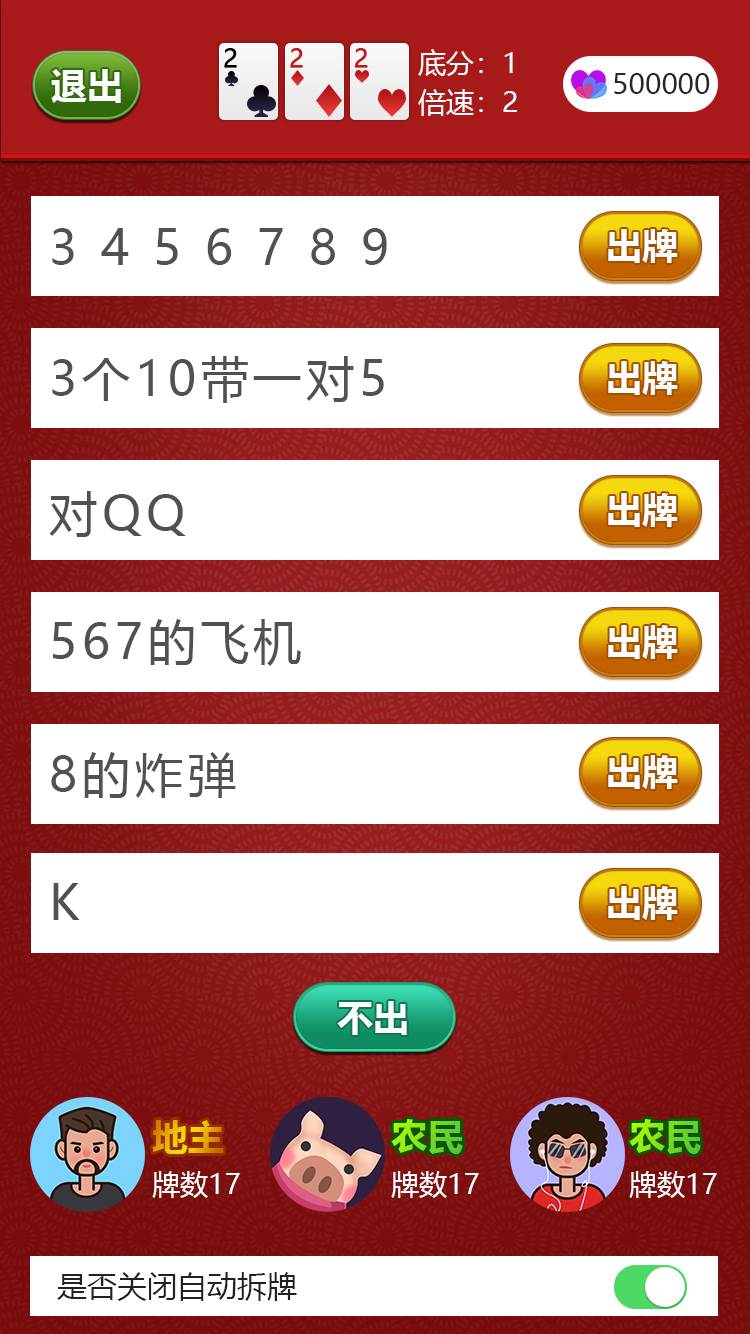 退出
2 2 2
底分：1
倍速：2
500000
3 4 5 6 7 8 9
出牌
3个10带一对5
出牌
对QQ
出牌
567的飞机
出牌
8的炸弹
出牌
K
出牌
不出
地主
牌数17
农民
牌数17
农民
牌数17
是否关闭自动拆牌